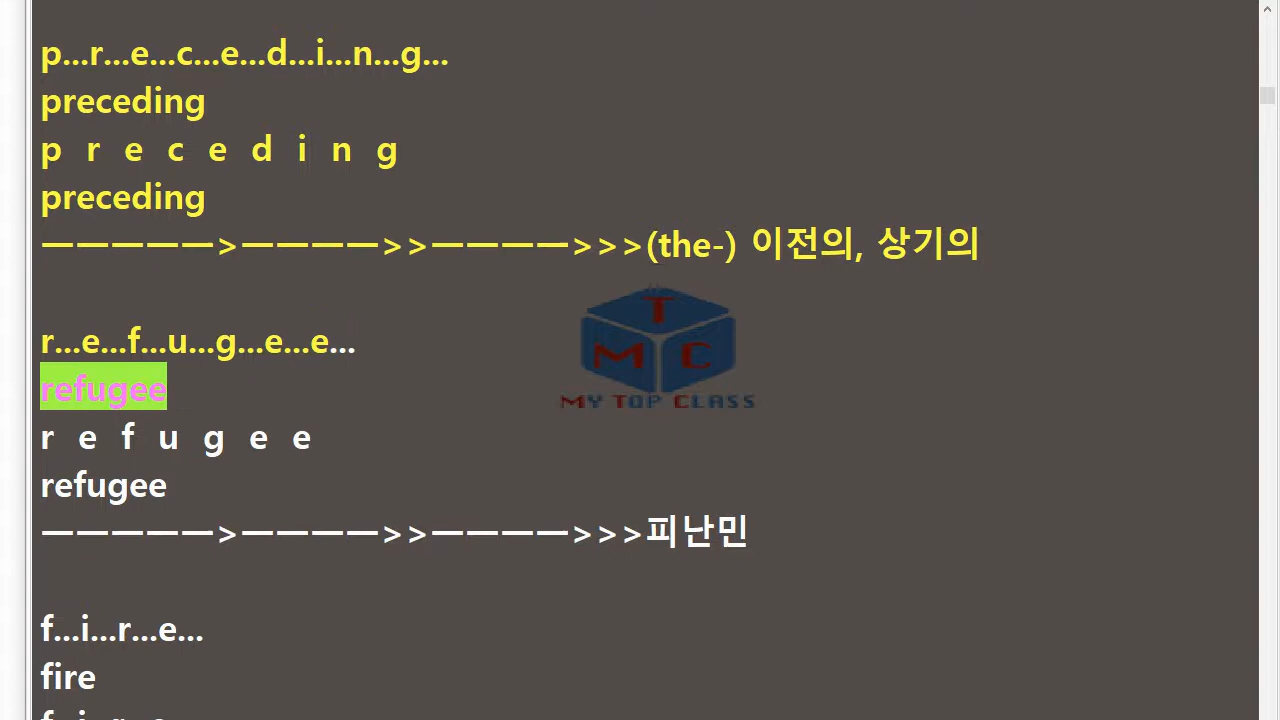 p...r...e...c...e...d...i...n...g...
preceding
p r e c e d i n g
preceding
─────>────>>────>>>(the-) 이전의, 상기의
r...e...f...u...g...e...e...
refugee
r e f u g e e
refugee
─────>────>>────>>>피난민
T
M C
MY TOP CLASS
f...i...r...e...
fire
f i r e